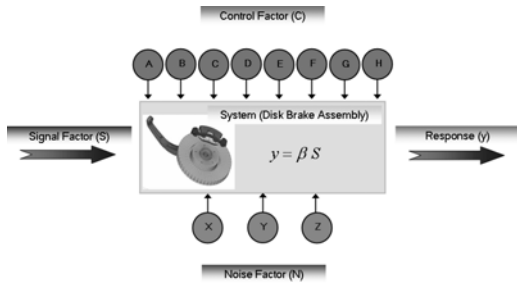 Control Factor (C)
A B C D E F G H
System (Disk Brake Assembly)
Signal Factor (S)
y = β S
Response (y)
X Y Z
Noise Factor (N)